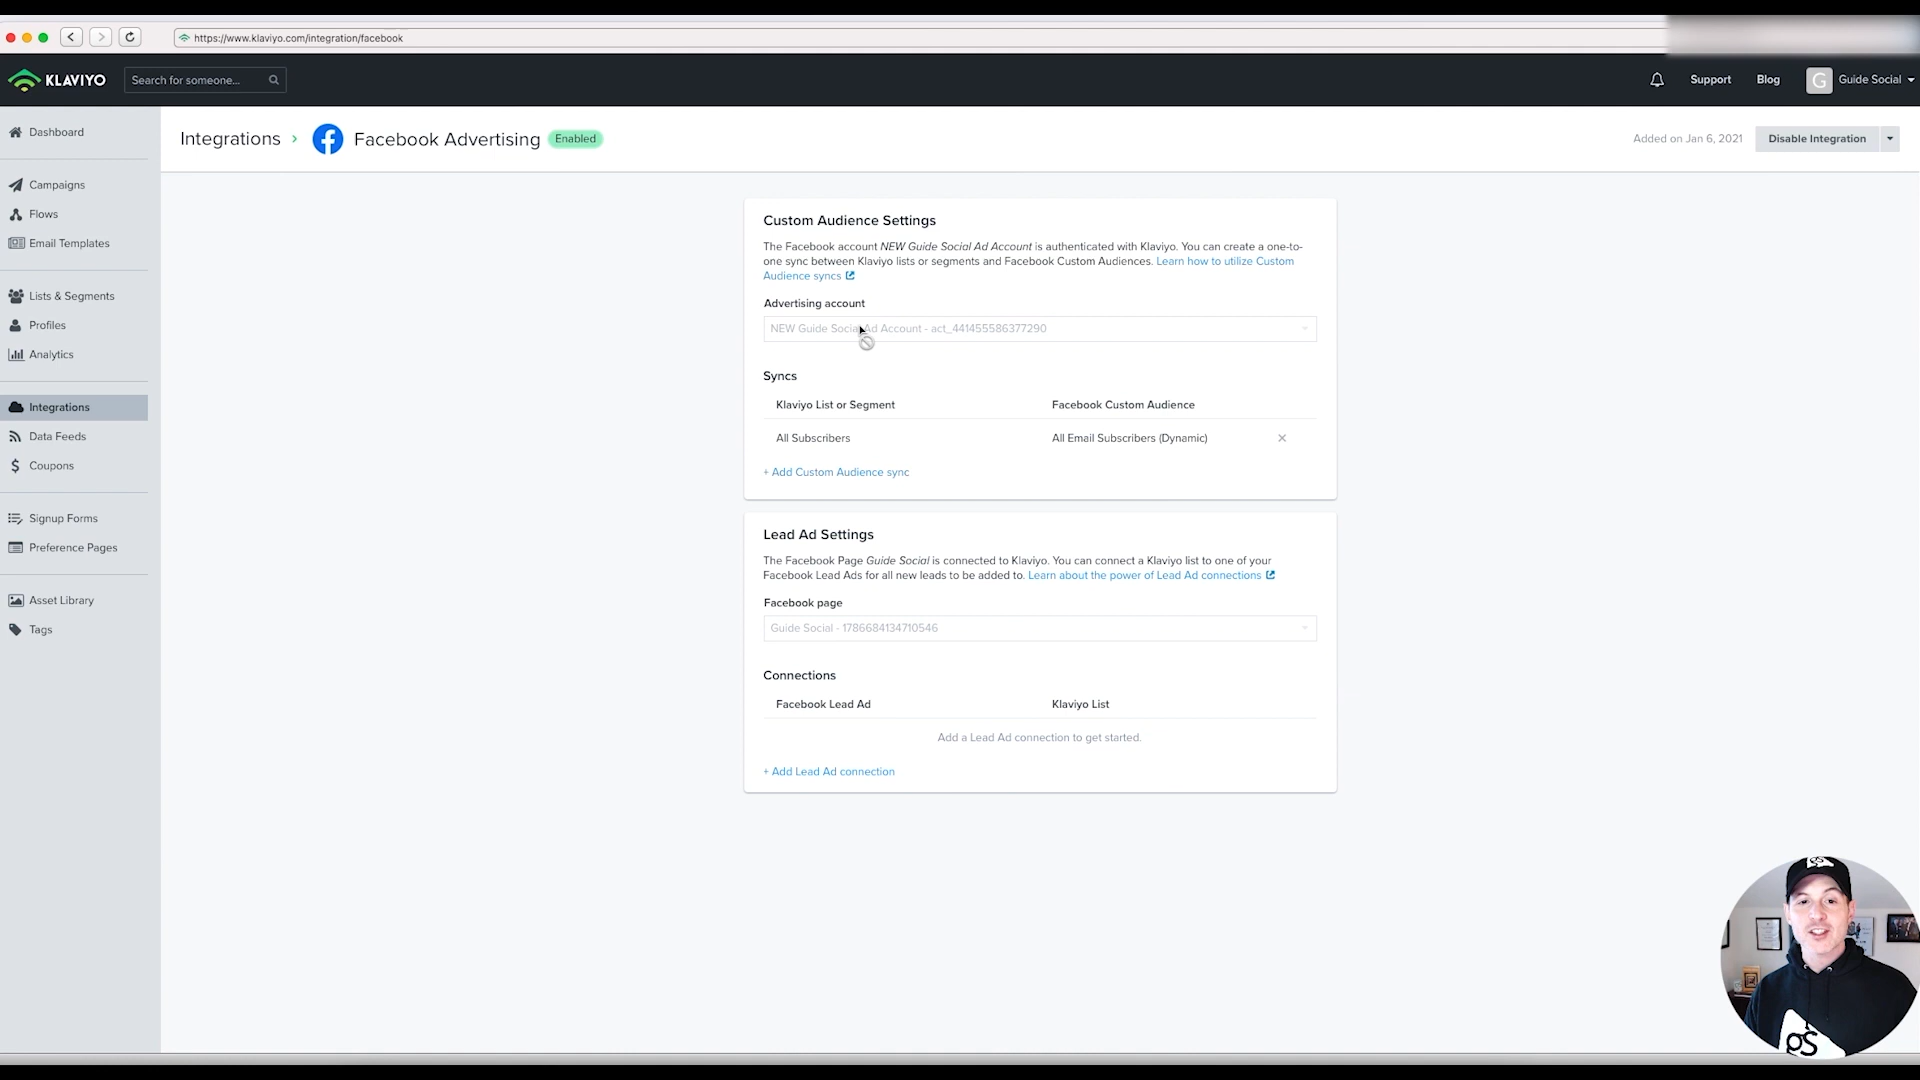 https://www.klaviyo.com/integration/facebook
KLAVIYO
Search for someone...
Support
Blog
G
Guide Social
Dashboard
Campaigns
Flows
Email Templates
Lists & Segments
Profiles
Analytics
Integrations
Data Feeds
Coupons
Signup Forms
Preference Pages
Asset Library
Tags
Integrations
Facebook Advertising
Enabled
Added on Jan 6, 2021
Disable Integration
Custom Audience Settings
The Facebook account NEW Guide Social Ad Account is authenticated with Klaviyo. You can create a one-to-
one sync between Klaviyo lists or segments and Facebook Custom Audiences. Learn how to utilize Custom
Audience syncs
Advertising account
NEW Guide Social Ad Account - act_441455586377290
Syncs
Klaviyo List or Segment
Facebook Custom Audience
All Subscribers
All Email Subscribers (Dynamic)
+ Add Custom Audience sync
Lead Ad Settings
The Facebook Page Guide Social is connected to Klaviyo. You can connect a Klaviyo list to one of your
Facebook Lead Ads for all new leads to be added to. Learn about the power of Lead Ad connections
Facebook page
Guide Social - 1786684134710546
Connections
Facebook Lead Ad
Klaviyo List
Add a Lead Ad connection to get started.
+ Add Lead Ad connection
gS